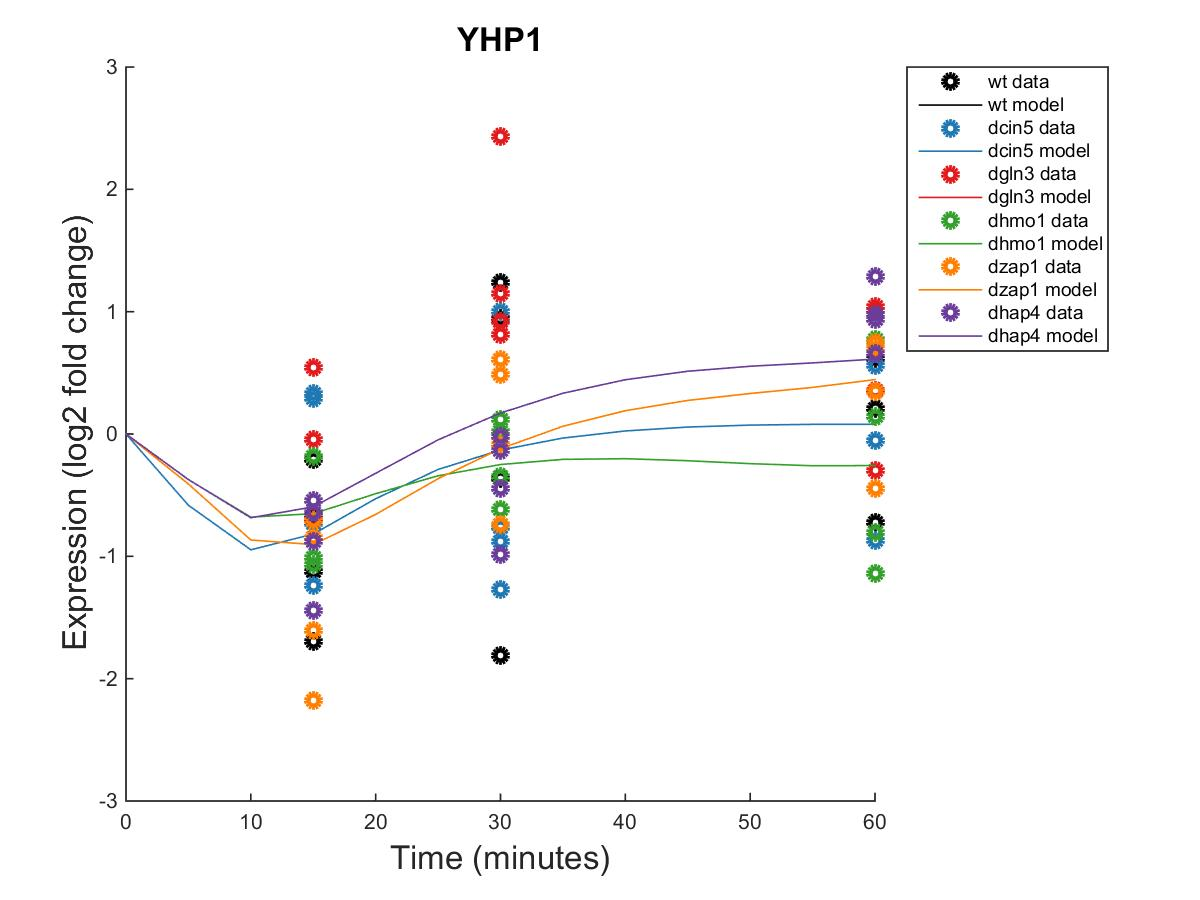 YHP1
3
2
1
0
-1
-2
-3
Expression (log2 fold change)
0 10 20 30 40 50 60
Time (minutes)
wt data
wt model
dcin5 data
dcin5 model
dgln3 data
dgln3 model
dhmo1 data
dhmo1 model
dzap1 data
dzap1 model
dhap4 data
dhap4 model